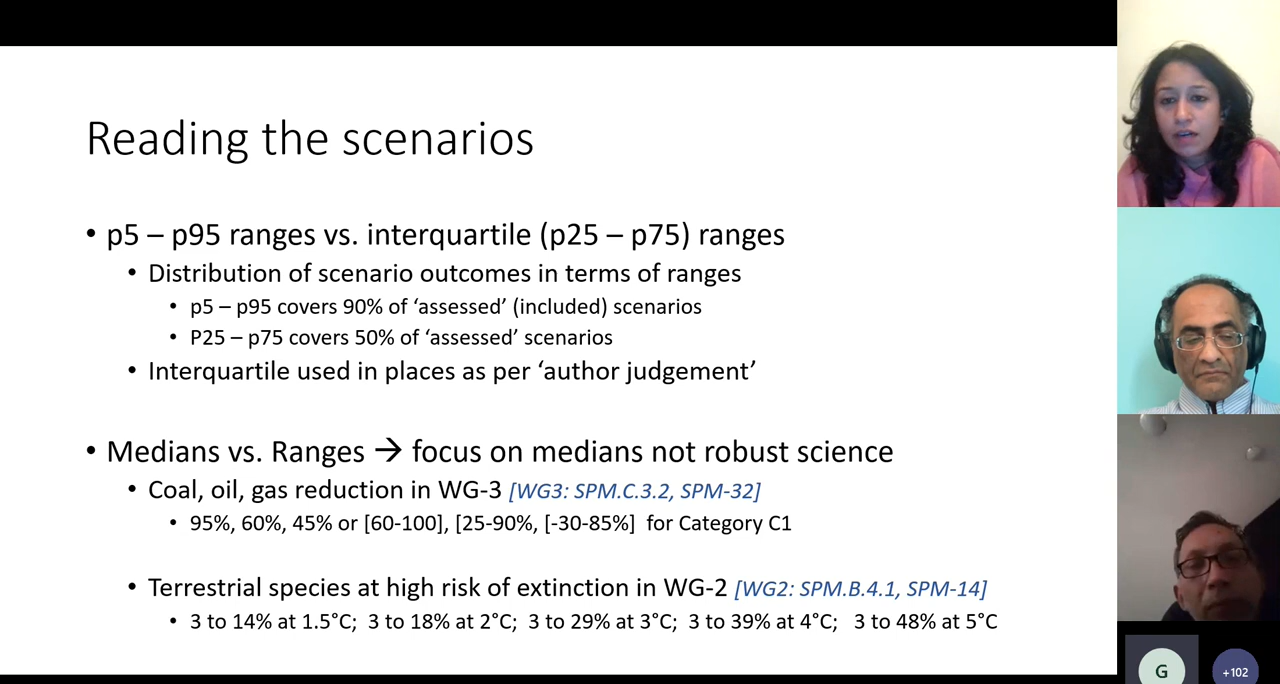 Reading the scenarios
• p5 – p95 ranges vs. interquartile (p25 – p75) ranges
• Distribution of scenario outcomes in terms of ranges
• p5 – p95 covers 90% of ‘assessed’ (included) scenarios
• P25 – p75 covers 50% of ‘assessed’ scenarios
• Interquartile used in places as per ‘author judgement’
• Medians vs. Ranges → focus on medians not robust science
• Coal, oil, gas reduction in WG-3 [WG3: SPM.C.3.2, SPM-32]
• 95%, 60%, 45% or [60-100], [25-90%, [-30-85%] for Category C1
• Terrestrial species at high risk of extinction in WG-2 [WG2: SPM.B.4.1, SPM-14]
• 3 to 14% at 1.5°C; 3 to 18% at 2°C; 3 to 29% at 3°C; 3 to 39% at 4°C; 3 to 48% at 5°C
G
+102